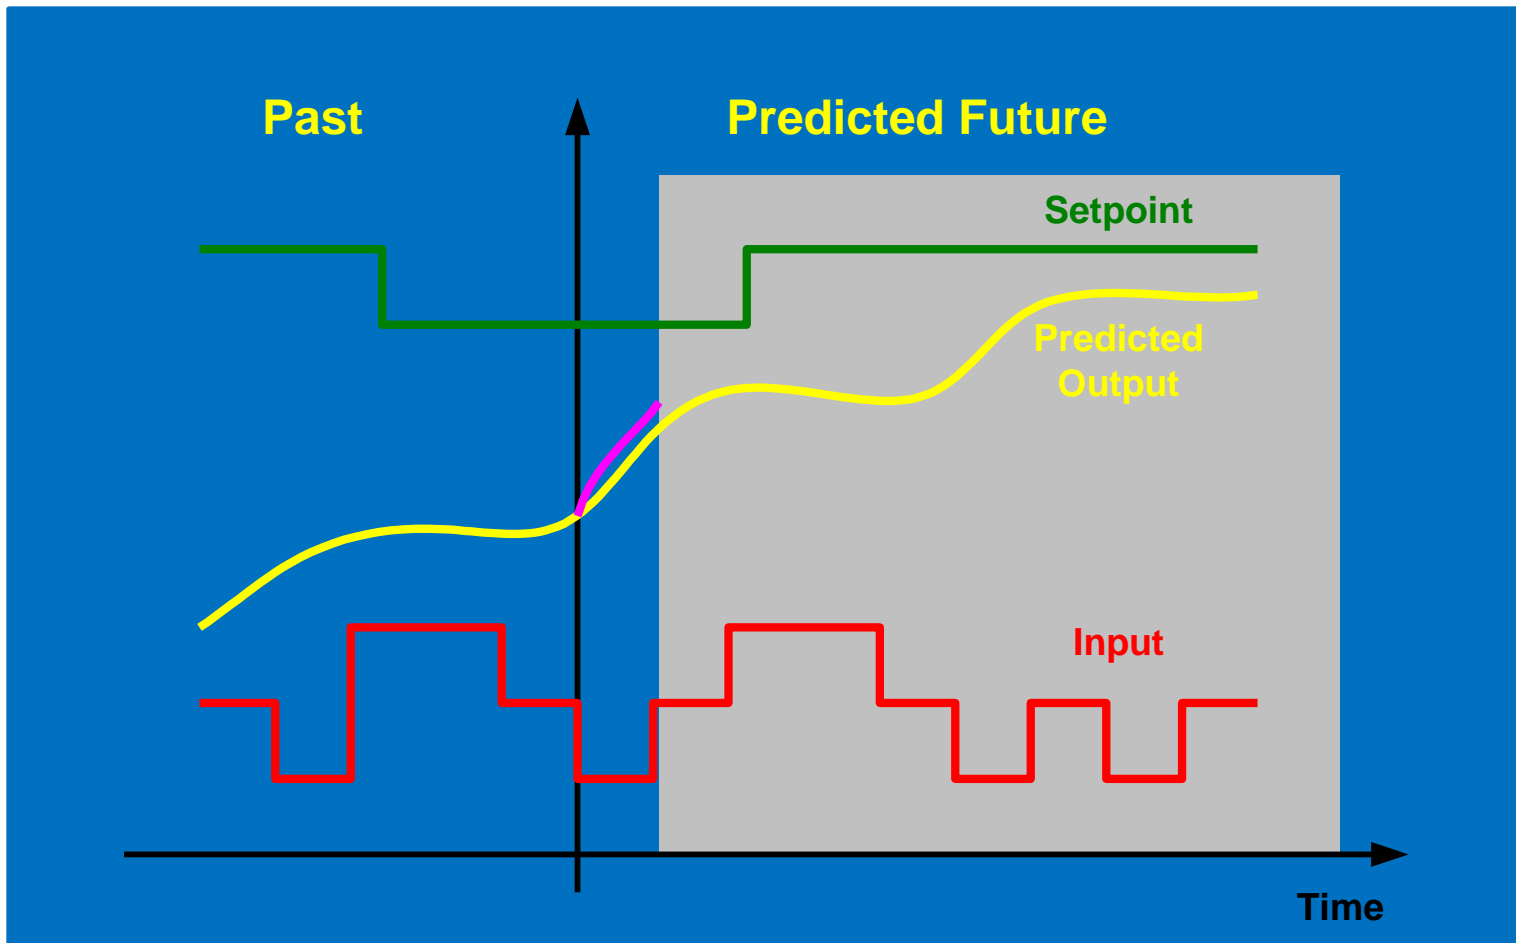 Past
Predicted Future
Setpoint
Predicted
Output
Input
Time